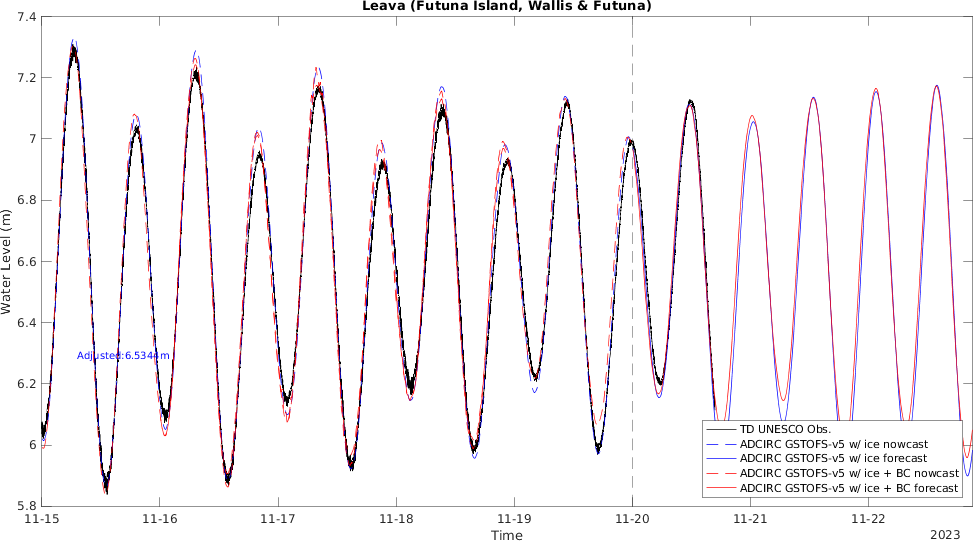 Leava (Futuna Island, Wallis & Futuna)
7.4
7.2
7
6.8
6.6
6.4
6.2
6
5.8
Water Level (m)
Adjusted:6.5344m
TD UNESCO Obs.
ADCIRC GSTOFS-v5 w/ ice nowcast
ADCIRC GSTOFS-v5 w/ ice forecast
ADCIRC GSTOFS-v5 w/ ice + BC nowcast
ADCIRC GSTOFS-v5 w/ ice + BC forecast
11-15 11-16 11-17 11-18 11-19 11-20 11-21 11-22
Time
2023